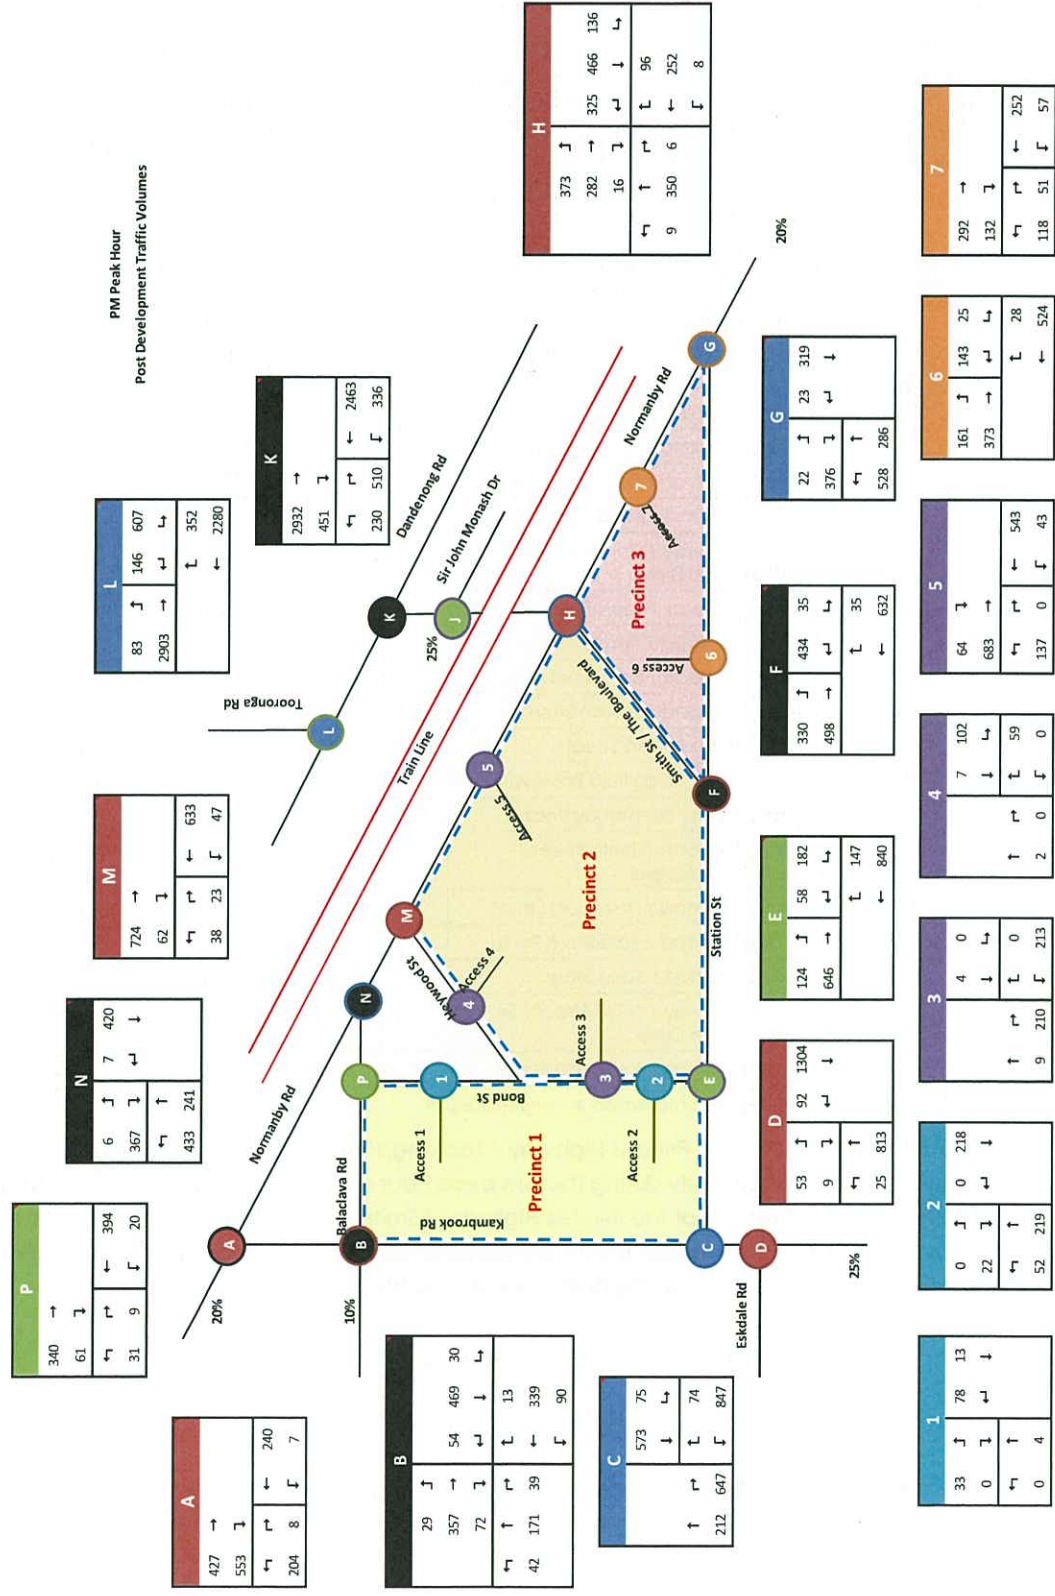 PM Peak Hour
Post Development Traffic Volumes
P
340 →
61 ↴
↰ ↱ ← 394
31 9 ↲ 20
N
6 ↥ 7 420
367 ↴ ↲ ↓
↰ ↑
433 241
M
724 →
62 ↴
↰ ↱ ← 633
38 23 ↲ 47
L
83 ↥ 146 607
2903 → ↲ ↳
↥ 352
← 2280
K
2932 →
451 ↴
↰ ↱ ← 2463
230 510 ↲ 336
H
373 ↥
282 → 325 466 136
16 ↴ ↲ ↓ ↳
↰ ↑ ↱ ↥ 96
9 350 6 ← 252
↲ 8
A
427 →
553 ↴
↰ ↱ ← 240
204 8 ↲ 7
B
29 ↥
357 → 54 469 30
72 ↴ ↲ ↓ ↳
↰ ↑ ↱ ↥ 13
42 171 39 ← 339
↲ 90
C
573 75
↓ ↳
↑ ↱ ↥ 74
212 647 ↲ 847
D
53 ↥ 92 1304
9 ↴ ↲ ↓
↰ ↑
25 813
E
124 ↥ 58 182
646 → ↲ ↳
↥ 147
← 840
F
330 ↥ 434 35
498 → ↲ ↳
↥ 35
← 632
G
22 ↥ 23 319
376 ↴ ↲ ↓
↰ ↑
528 286
1
33 ↥ 78 13
0 ↴ ↲ ↓
↰ ↑
0 4
2
0 ↥ 0 218
22 ↴ ↲ ↓
↰ ↑
52 219
3
4 0
↓ ↳
↑ ↱ ↥ 0
9 210 ↲ 213
4
7 102
↓ ↳
↑ ↱ ↥ 59
2 0 ↲ 0
5
64 ↴
683 →
↰ ↱ ← 543
137 0 ↲ 43
6
161 ↥ 143 25
373 → ↲ ↳
↥ 28
← 524
7
292 →
132 ↴
↰ ↱ ← 252
118 51 ↲ 57
20%
A
Normanby Rd
Tooronga Rd
L
Train Line
K
Dandenong Rd
J
25%
Sir John Monash Dr
10%
B
Balaclava Rd
P
N
M
Heywood St
4
Access 4
5
Access 5
H
Normanby Rd
7
Access 7
G
20%
1
Access 1
Bond St
Precinct 1
Precinct 2
Precinct 3
Kambrook Rd
Access 2
2
3
Access 3
Smith St / The Boulevard
Access 6
6
C
E
F
Station St
D
Eskdale Rd
25%